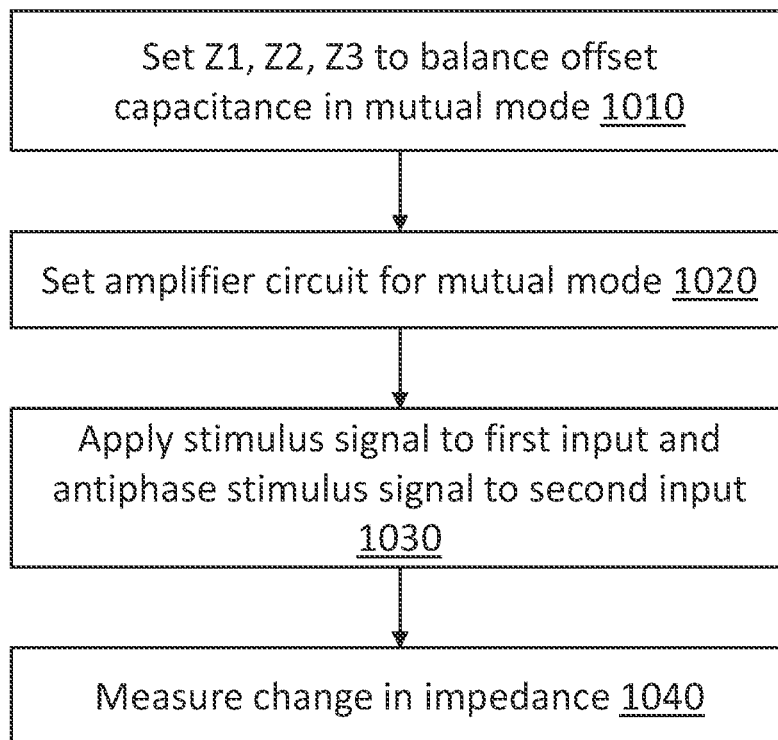 Set Z1, Z2, Z3 to balance offset
capacitance in mutual mode 1010
Set amplifier circuit for mutual mode 1020
Apply stimulus signal to first input and
antiphase stimulus signal to second input
1030
Measure change in impedance 1040